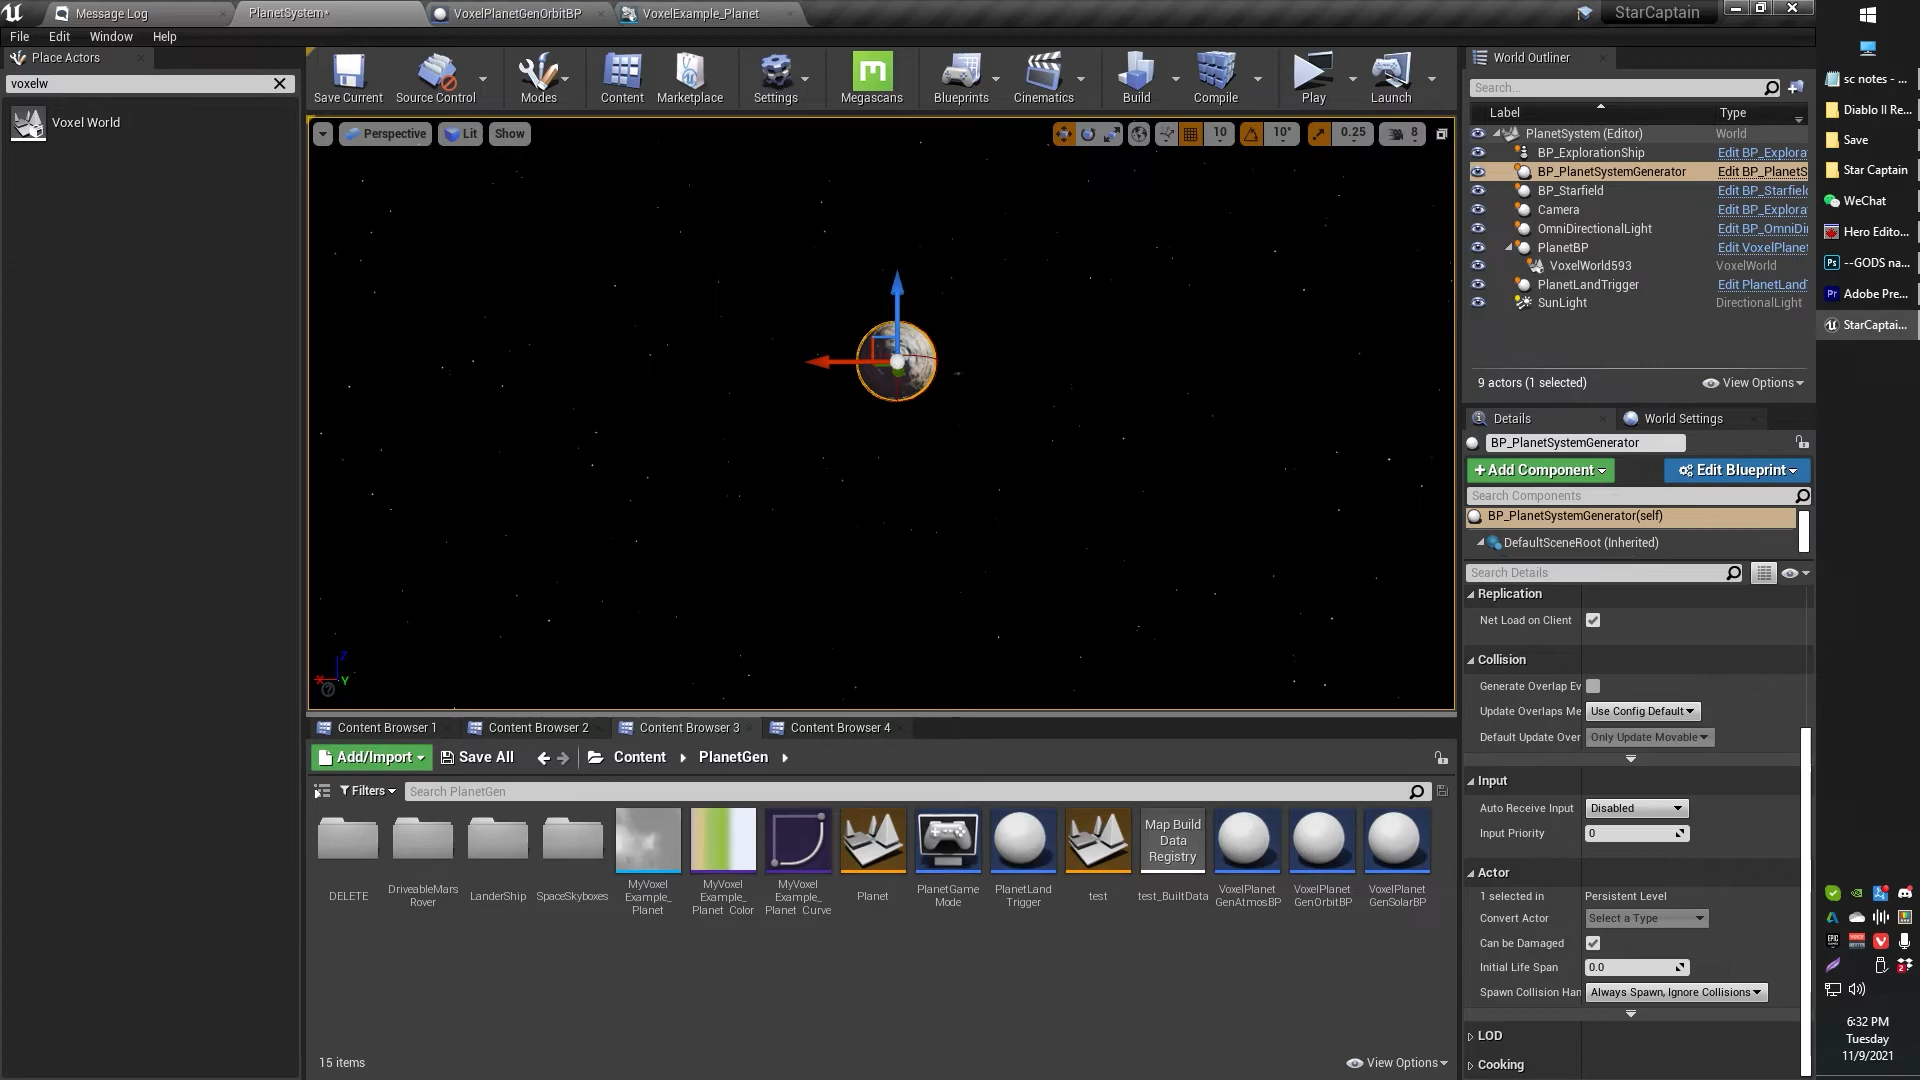 Message Log
PlanetSystem*
VoxelPlanetGenOrbitBP
VoxelExample_Planet
StarCaptain
File Edit Window Help
Place Actors
voxelw
Voxel World
Save Current
Source Control
Modes
Content
Marketplace
Settings
Megascans
Blueprints
Cinematics
Build
Compile
Play
Launch
Perspective
Lit
Show
10
10°
0.25
8
Z
X
Y
World Outliner
Search...
Label
Type
PlanetSystem (Editor)
World
BP_ExplorationShip
Edit BP_Explora
BP_PlanetSystemGenerator
Edit BP_PlanetS
BP_Starfield
Edit BP_Starfiel
Camera
Edit BP_Explora
OmniDirectionalLight
Edit BP_OmniDi
PlanetBP
Edit VoxelPlanet
VoxelWorld593
VoxelWorld
PlanetLandTrigger
Edit PlanetLand
SunLight
DirectionalLight
9 actors (1 selected)
View Options
Details
World Settings
BP_PlanetSystemGenerator
+Add Component
Edit Blueprint
Search Components
BP_PlanetSystemGenerator(self)
DefaultSceneRoot (Inherited)
Search Details
Replication
Net Load on Client
Collision
Generate Overlap Ev
Update Overlaps Me
Use Config Default
Default Update Over
Only Update Movable
Input
Auto Receive Input
Disabled
Input Priority
0
Actor
1 selected in
Persistent Level
Convert Actor
Select a Type
Can be Damaged
Initial Life Span
0.0
Spawn Collision Han
Always Spawn, Ignore Collisions
LOD
Cooking
Content Browser 1
Content Browser 2
Content Browser 3
Content Browser 4
Add/Import
Save All
Content
PlanetGen
Filters
Search PlanetGen
DELETE
DriveableMars
Rover
LanderShip
SpaceSkyboxes
MyVoxel
Example_
Planet
MyVoxel
Example_
Planet_Color
MyVoxel
Example_
Planet_Curve
Planet
PlanetGame
Mode
PlanetLand
Trigger
test
Map Build
Data
Registry
test_BuiltData
VoxelPlanet
GenAtmosBP
VoxelPlanet
GenOrbitBP
VoxelPlanet
GenSolarBP
15 items
View Options
sc notes - ...
Diablo II Re...
Save
Star Captain
WeChat
Hero Edito...
--GODS na...
Adobe Pre...
StarCaptai...
6:32 PM
Tuesday
11/9/2021